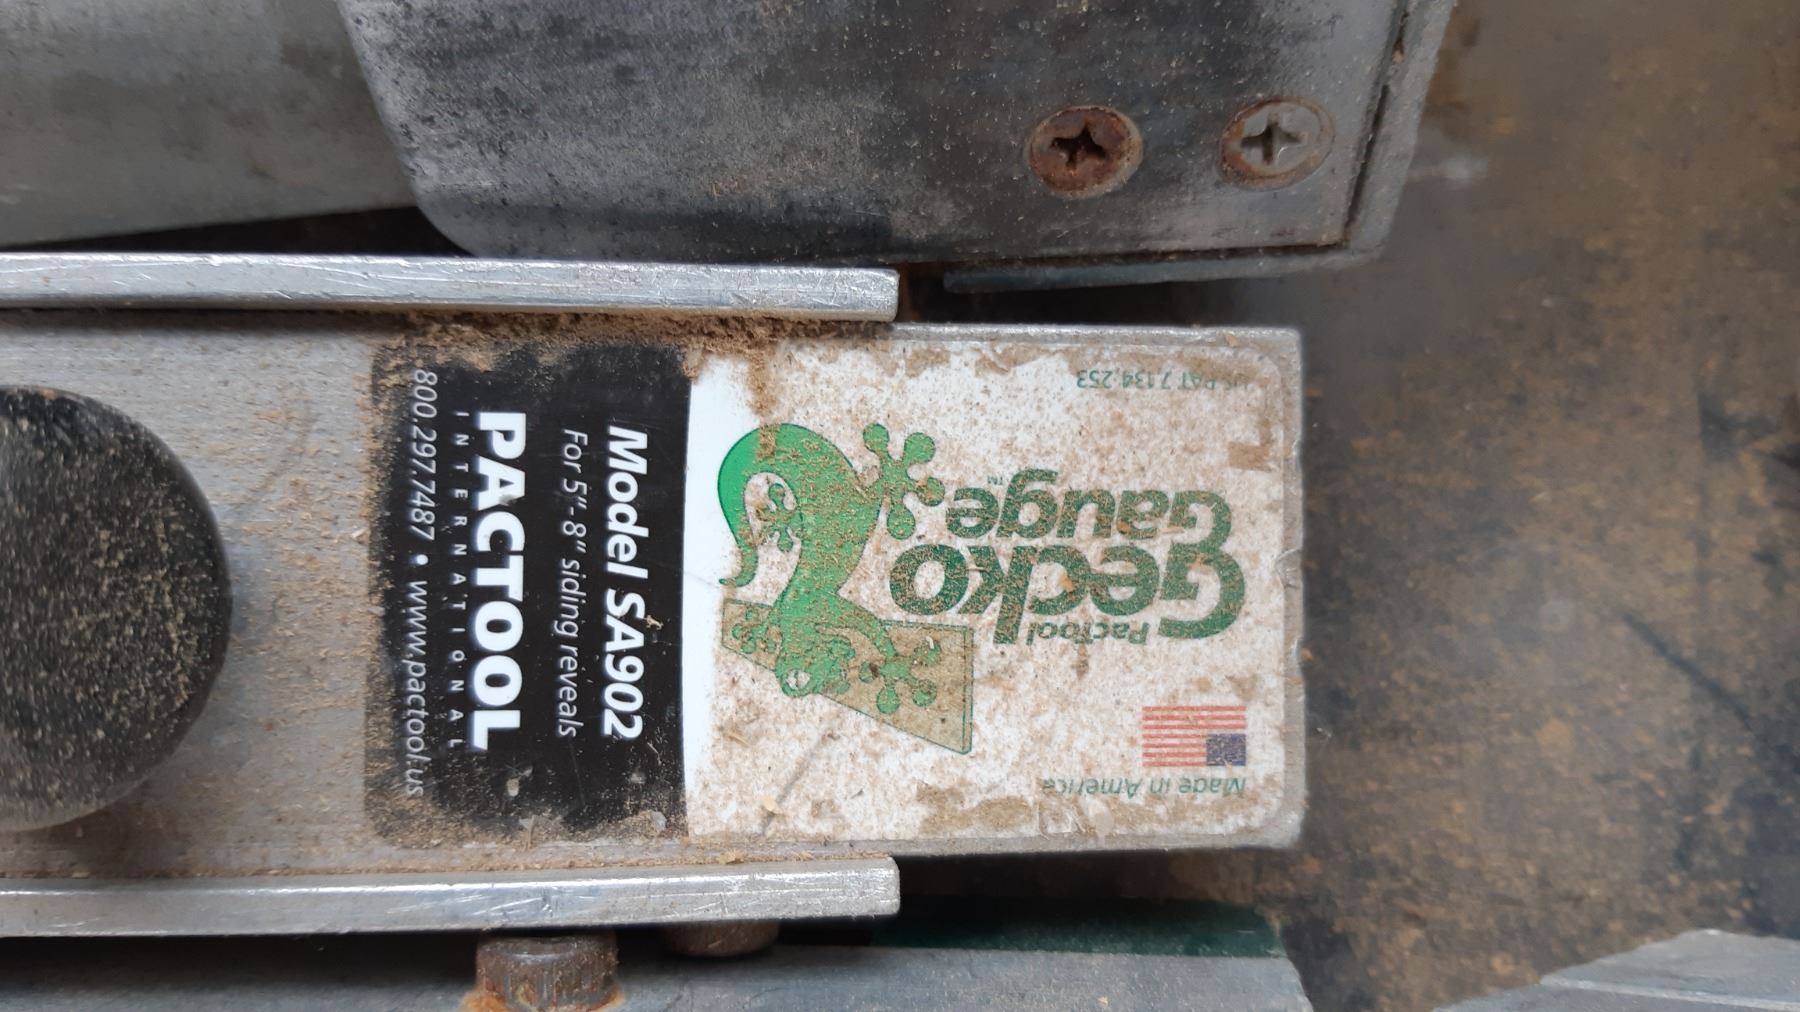 US PAT 7,134,253
PacTool
Gecko
Gauge™
Made in America
Model SA902
For 5"- 8" siding reveals
PACTOOL
INTERNATIONAL
800.297.7487 • www.pactool.us